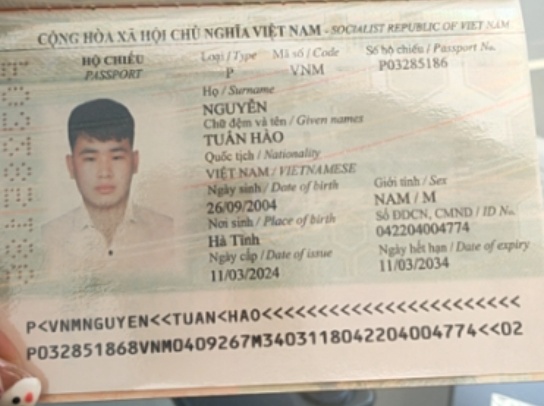 CỘNG HÒA XÃ HỘI CHỦ NGHĨA VIỆT NAM - SOCIALIST REPUBLIC OF VIET NAM
HỘ CHIẾU Loại / Type Mã số / Code Số hộ chiếu / Passport No.
PASSPORT P VNM P03285186
Họ / Surname
NGUYỄN
Chữ đệm và tên / Given names
TUẤN HÀO
Quốc tịch / Nationality
VIỆT NAM / VIETNAMESE
Ngày sinh / Date of birth Giới tính / Sex
26/09/2004 NAM / M
Nơi sinh / Place of birth Số ĐDCN, CMND / ID No.
Hà Tĩnh 042204004774
Ngày cấp / Date of issue Ngày hết hạn / Date of expiry
11/03/2024 11/03/2034
P<VNMNGUYEN<<TUAN<HAO<<<<<<<<<<<<<<<<<<<<<<<
P032851868VNM0409267M3403118042204004774<<02